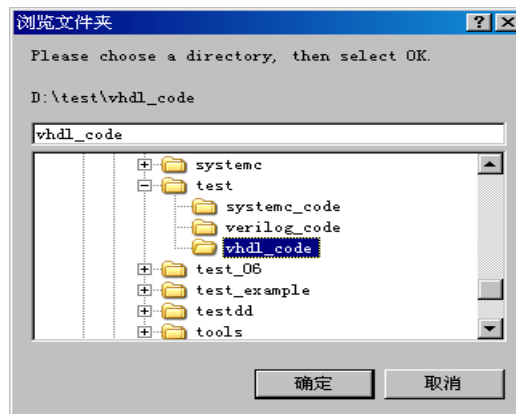 浏览文件夹
Please choose a directory, then select OK.
D:\test\vhdl_code
vhdl_code
systemc
test
systemc_code
verilog_code
vhdl_code
test_06
test_example
testdd
tools
确定
取消